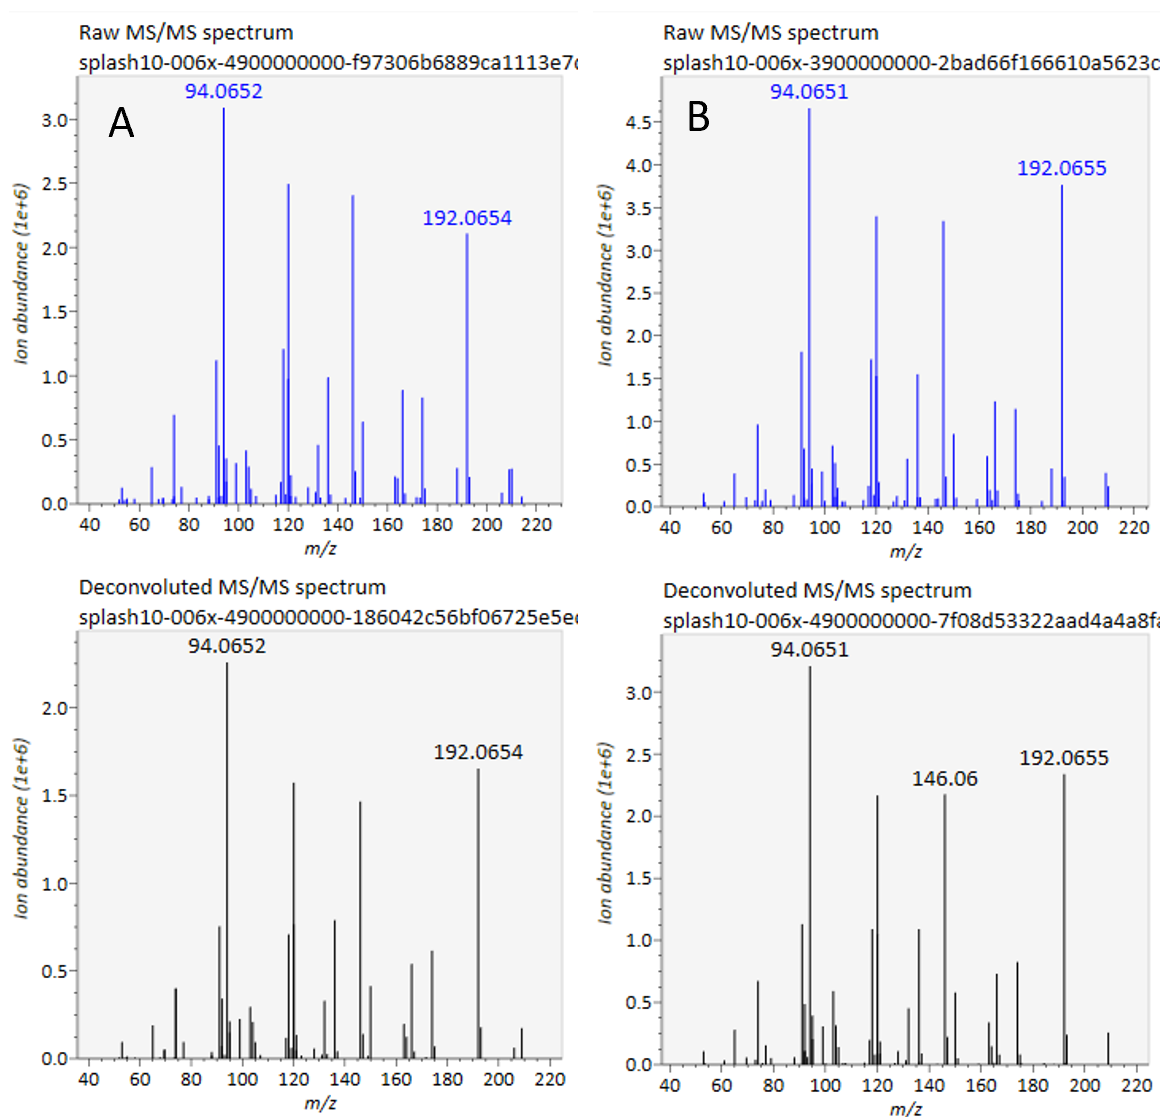 Raw MS/MS spectrum
splash10-006x-4900000000-f97306b6889ca1113e7
A
94.0652
192.0654
Ion abundance (1e+6)
3.0
2.5
2.0
1.5
1.0
0.5
0.0
40 60 80 100 120 140 160 180 200 220
m/z
Raw MS/MS spectrum
splash10-006x-3900000000-2bad66f166610a5623c
B
94.0651
192.0655
Ion abundance (1e+6)
4.5
4.0
3.5
3.0
2.5
2.0
1.5
1.0
0.5
0.0
40 60 80 100 120 140 160 180 200 220
m/z
Deconvoluted MS/MS spectrum
splash10-006x-4900000000-186042c56bf06725e5e
94.0652
192.0654
Ion abundance (1e+6)
2.0
1.5
1.0
0.5
0.0
40 60 80 100 120 140 160 180 200 220
m/z
Deconvoluted MS/MS spectrum
splash10-006x-4900000000-7f08d53322aad4a4a8f
94.0651
146.06
192.0655
Ion abundance (1e+6)
3.0
2.5
2.0
1.5
1.0
0.5
0.0
40 60 80 100 120 140 160 180 200 220
m/z